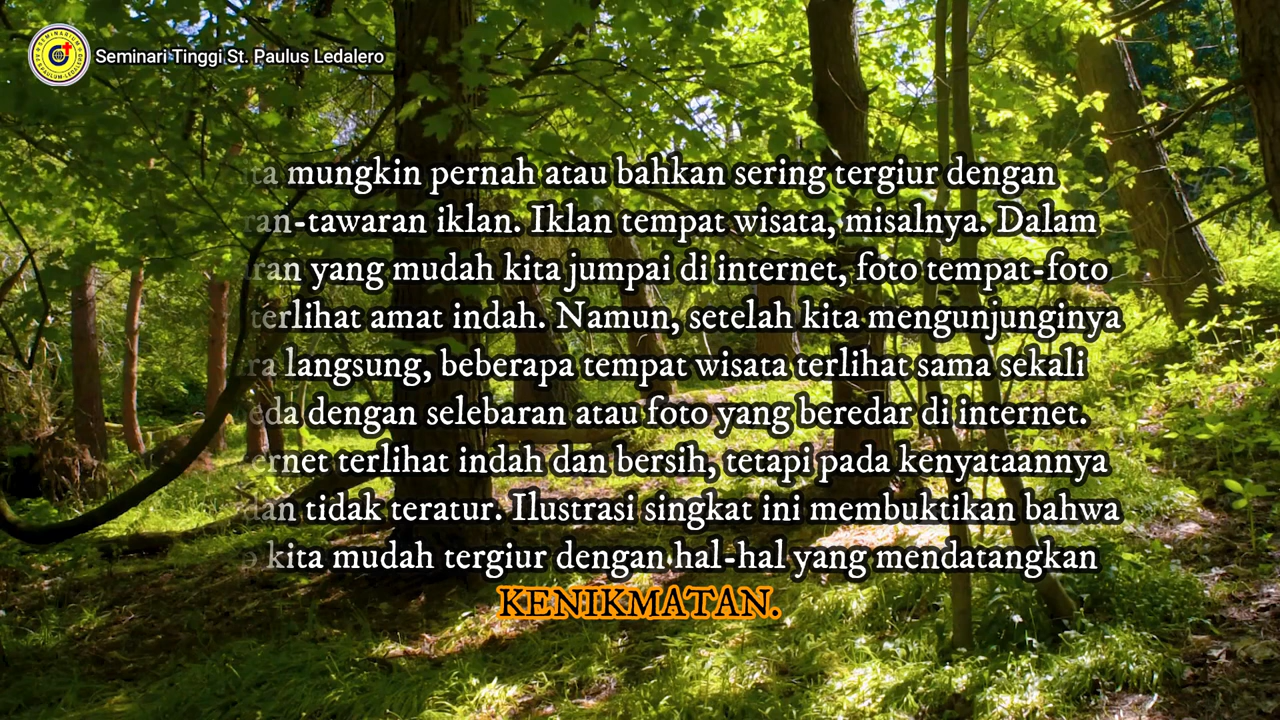 Seminari Tinggi St. Paulus Ledalero
mungkin pernah atau bahkan sering tergiur dengan
-tawaran iklan. Iklan tempat wisata, misalnya. Dalam
yang mudah kita jumpai di internet, foto tempat-foto
terlihat amat indah. Namun, setelah kita mengunjunginya
langsung, beberapa tempat wisata terlihat sama sekali
dengan selebaran atau foto yang beredar di internet.
terlihat indah dan bersih, tetapi pada kenyataannya
tidak teratur. Ilustrasi singkat ini membuktikan bahwa
kita mudah tergiur dengan hal-hal yang mendatangkan
KENIKMATAN.